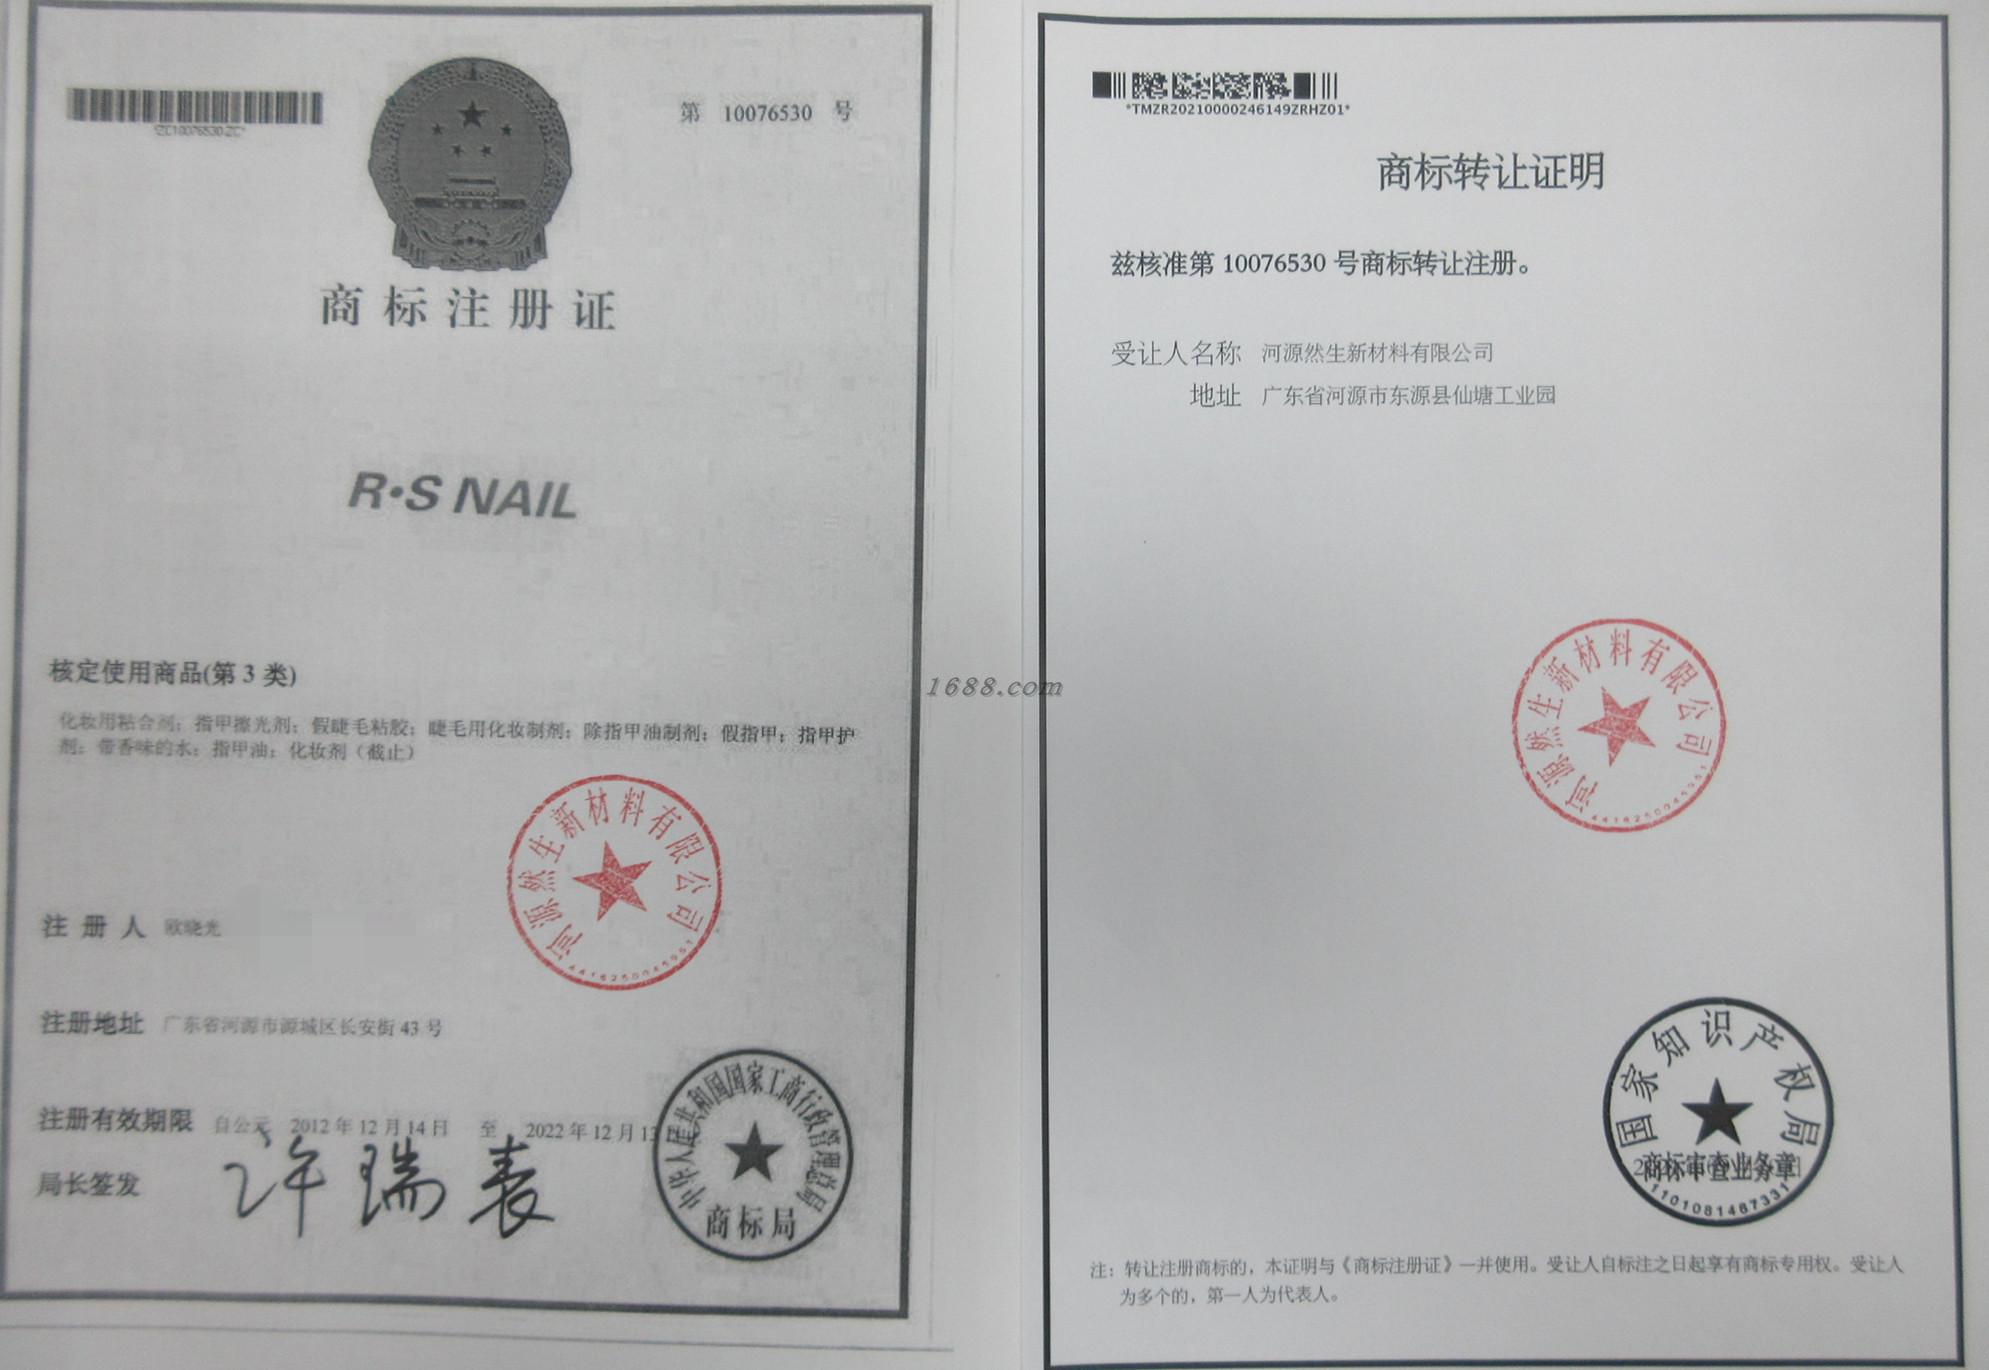 *ZC10076530ZC*
第 10076530 号
商标注册证
R·S NAIL
核定使用商品(第 3 类)
化妆用粘合剂；指甲擦光剂；假睫毛粘胶；睫毛用化妆制剂；除指甲油制剂；假指甲；指甲护
剂；带香味的水；指甲油；化妆剂（截止）
河源然生新材料有限公司
4416250045951
注册人 欧晓光
注册地址 广东省河源市源城区长安街 43 号
注册有效期限 自公元 2012 年 12 月 14 日 至 2022 年 12 月 13
局长签发 许瑞表
中华人民共和国国家工商行政管理总局
商标局
1688.com
*TMZR20210000246149ZRHZ01*
商标转让证明
兹核准第 10076530 号商标转让注册。
受让人名称 河源然生新材料有限公司
地址 广东省河源市东源县仙塘工业园
河源然生新材料有限公司
4416250045951
国家知识产权局
商标审查业务章
1101081467331
注：转让注册商标的，本证明与《商标注册证》一并使用。受让人自标注之日起享有商标专用权。受让人
为多个的，第一人为代表人。